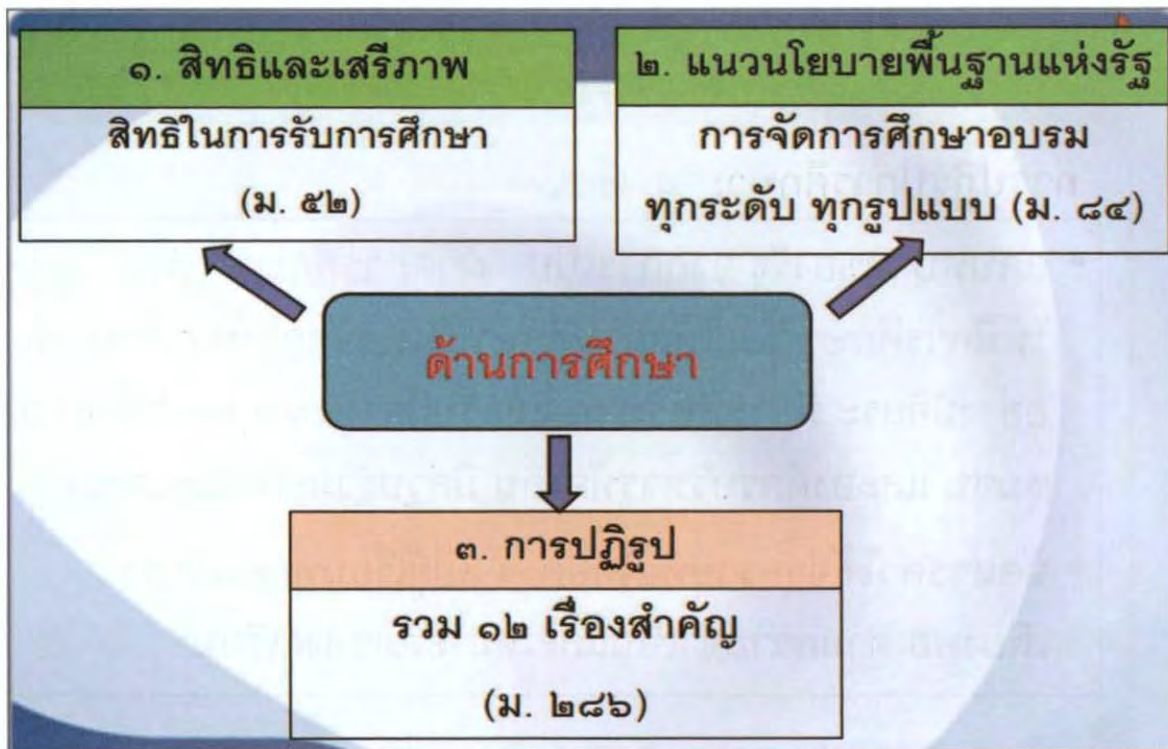 ๑. สิทธิและเสรีภาพ
สิทธิในการรับการศึกษา
(ม. ๕๒)
๒. แนวนโยบายพื้นฐานแห่งรัฐ
การจัดการศึกษาอบรม
ทุกระดับ ทุกรูปแบบ (ม. ๘๔)
ด้านการศึกษา
๓. การปฏิรูป
รวม ๑๒ เรื่องสำคัญ
(ม. ๒๘๖)